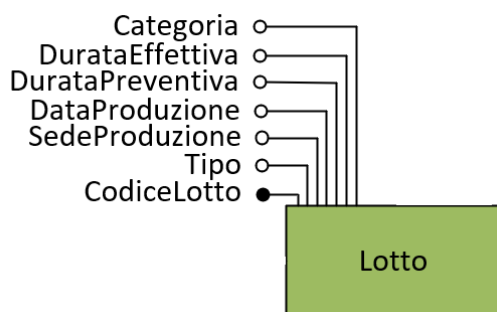 Categoria
DurataEffettiva
DurataPreventiva
DataProduzione
SedeProduzione
Tipo
CodiceLotto
Lotto